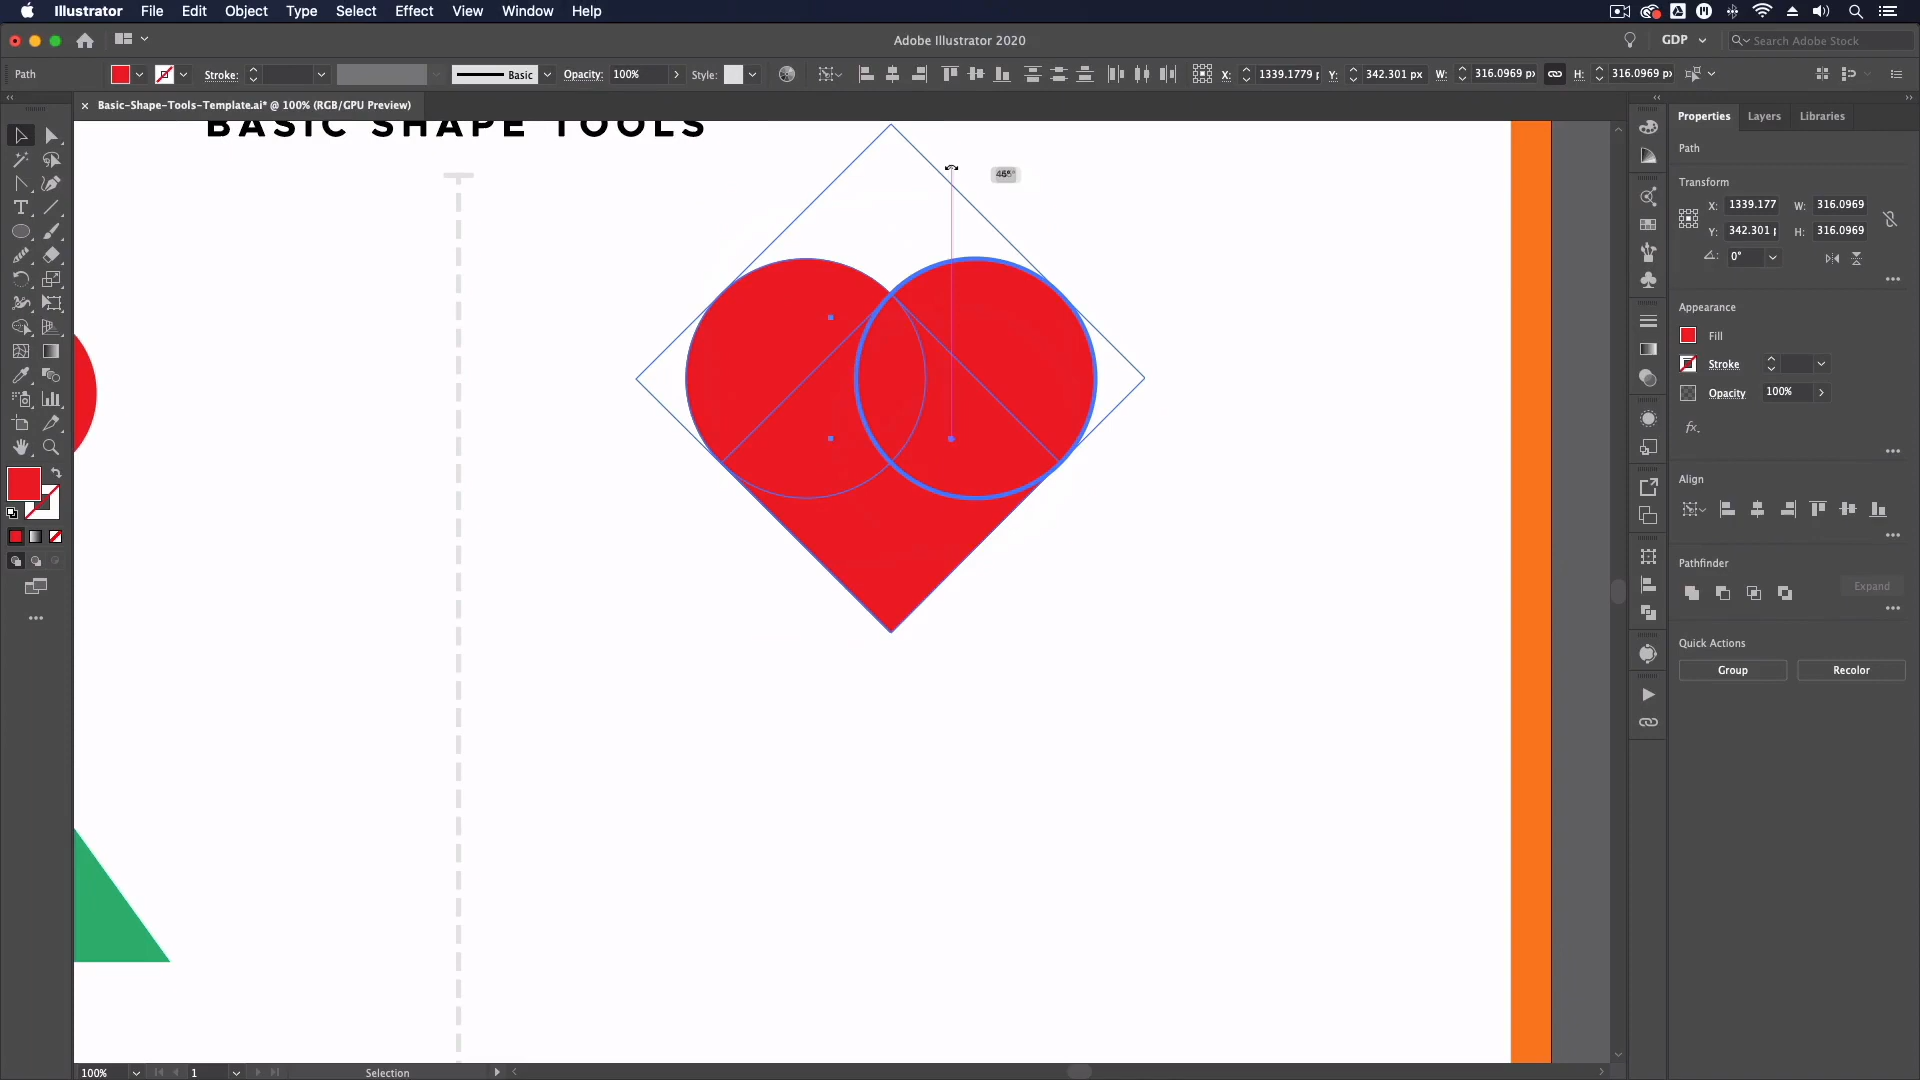 Illustrator File Edit Object Type Select Effect View Window Help
Adobe Illustrator 2020
GDP
Search Adobe Stock
Path
Stroke:
Basic
Opacity: 100%
Style:
X: 1339.1779 p
Y: 342.301 px
W: 316.0969 px
H: 316.0969 px
× Basic-Shape-Tools-Template.ai* @ 100% (RGB/GPU Preview)
BASIC SHAPE TOOLS
Properties Layers Libraries
Path
Transform
X: 1339.177 W: 316.0969
Y: 342.301 p H: 316.0969
0°
Appearance
Fill
Stroke
Opacity 100%
fx.
Align
Pathfinder
Expand
Quick Actions
Group Recolor
100% 1 Selection